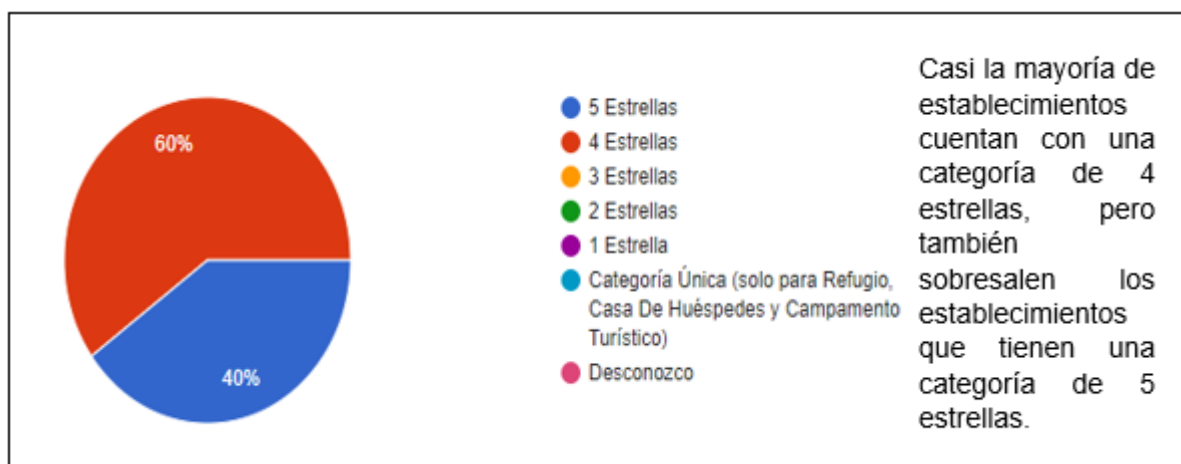 60%
40%
5 Estrellas
4 Estrellas
3 Estrellas
2 Estrellas
1 Estrella
Categoría Única (solo para Refugio,
Casa De Huéspedes y Campamento
Turístico)
Desconozco
Casi la mayoría de
establecimientos
cuentan con una
categoría de 4
estrellas, pero
también
sobresalen los
establecimientos
que tienen una
categoría de 5
estrellas.